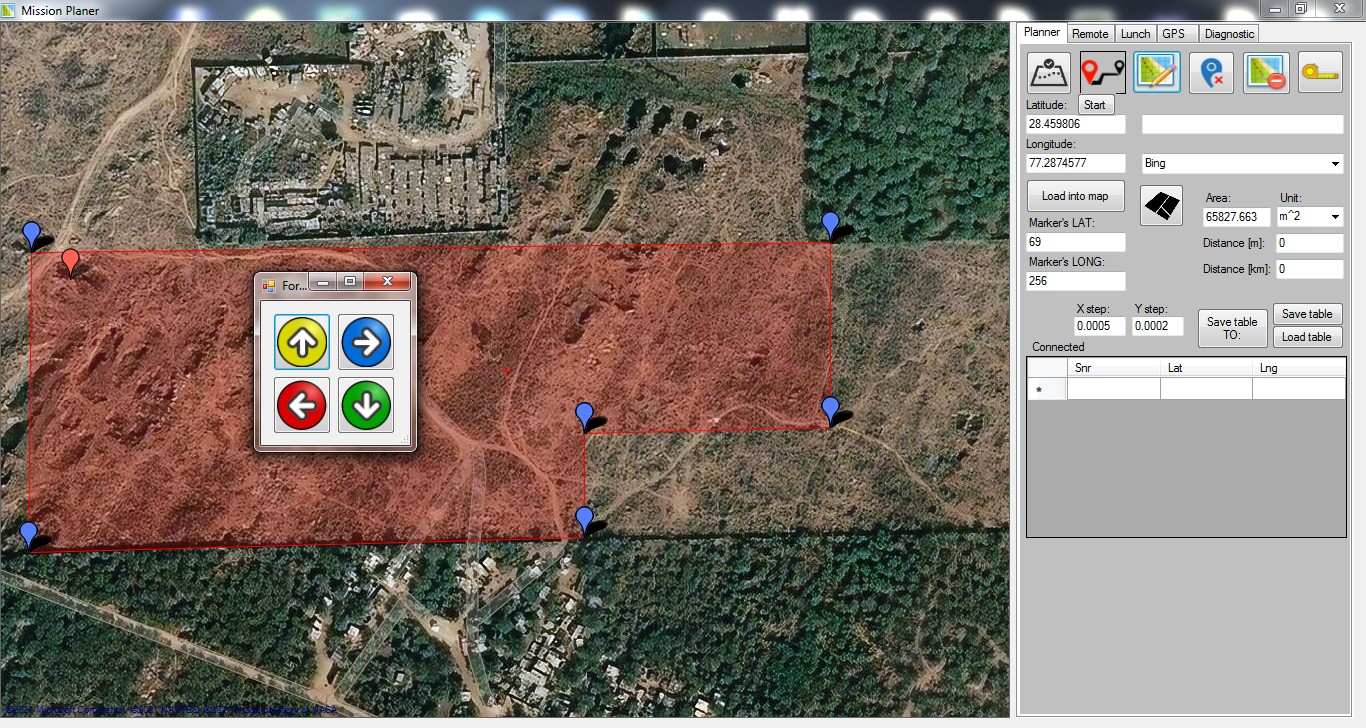 Mission Planer
Planner Remote Lunch GPS Diagnostic
Latitude: Start
28.459806
Longitude:
77.2874577 Bing
Load into map
Area: Unit:
65827.663 m^2
Marker's LAT:
69 Distance [m]: 0
Marker's LONG:
256 Distance [km]: 0
X step: Y step:
0.0005 0.0002
Save table
TO:
Save table
Load table
Connected
Snr Lat Lng
*
For...